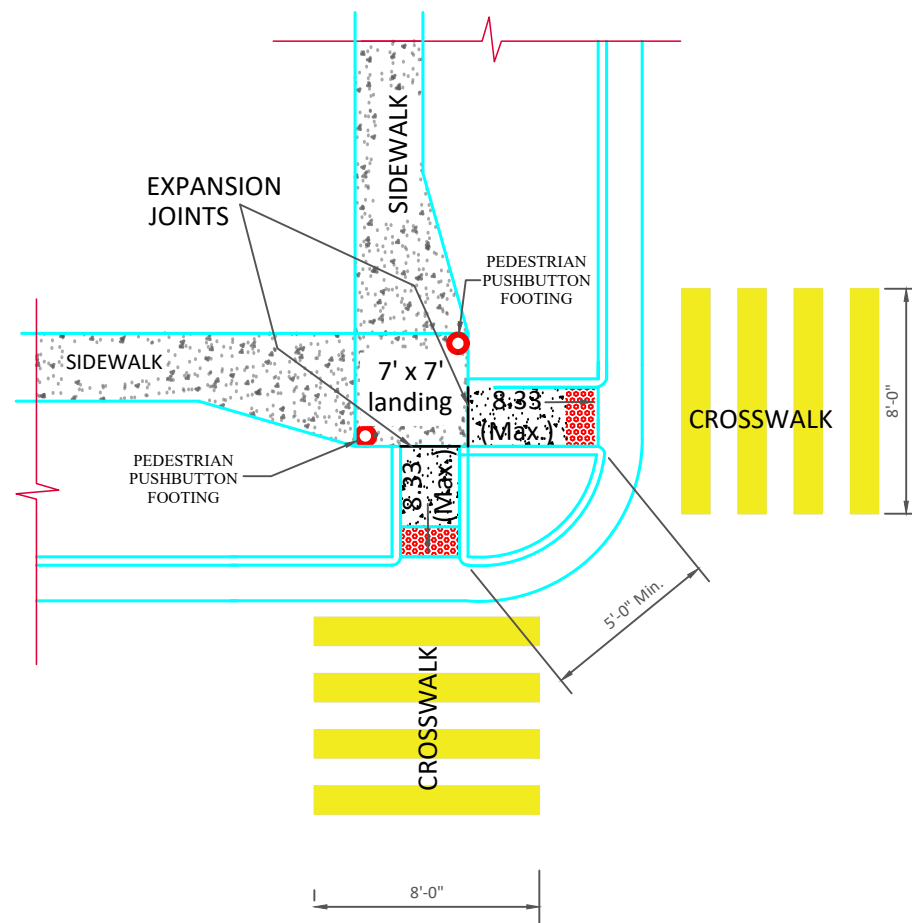 SIDEWALK
EXPANSION
JOINTS
PEDESTRIAN
PUSHBUTTON
FOOTING
SIDEWALK
7' x 7'
landing
8.33
(Max.)
CROSSWALK
8'-0"
PEDESTRIAN
PUSHBUTTON
FOOTING
8.33
(Max.)
5'-0" Min.
CROSSWALK
8'-0"